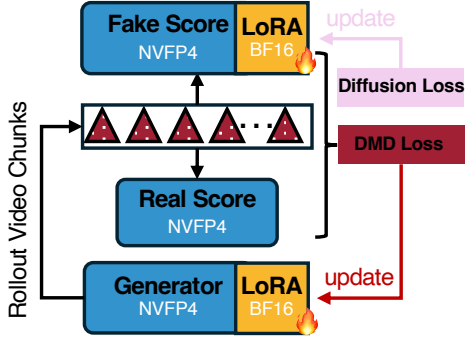 Fake Score
NVFP4
LoRA
BF16
update
Diffusion Loss
DMD Loss
Rollout Video Chunks
Real Score
NVFP4
Generator
NVFP4
LoRA
BF16
update